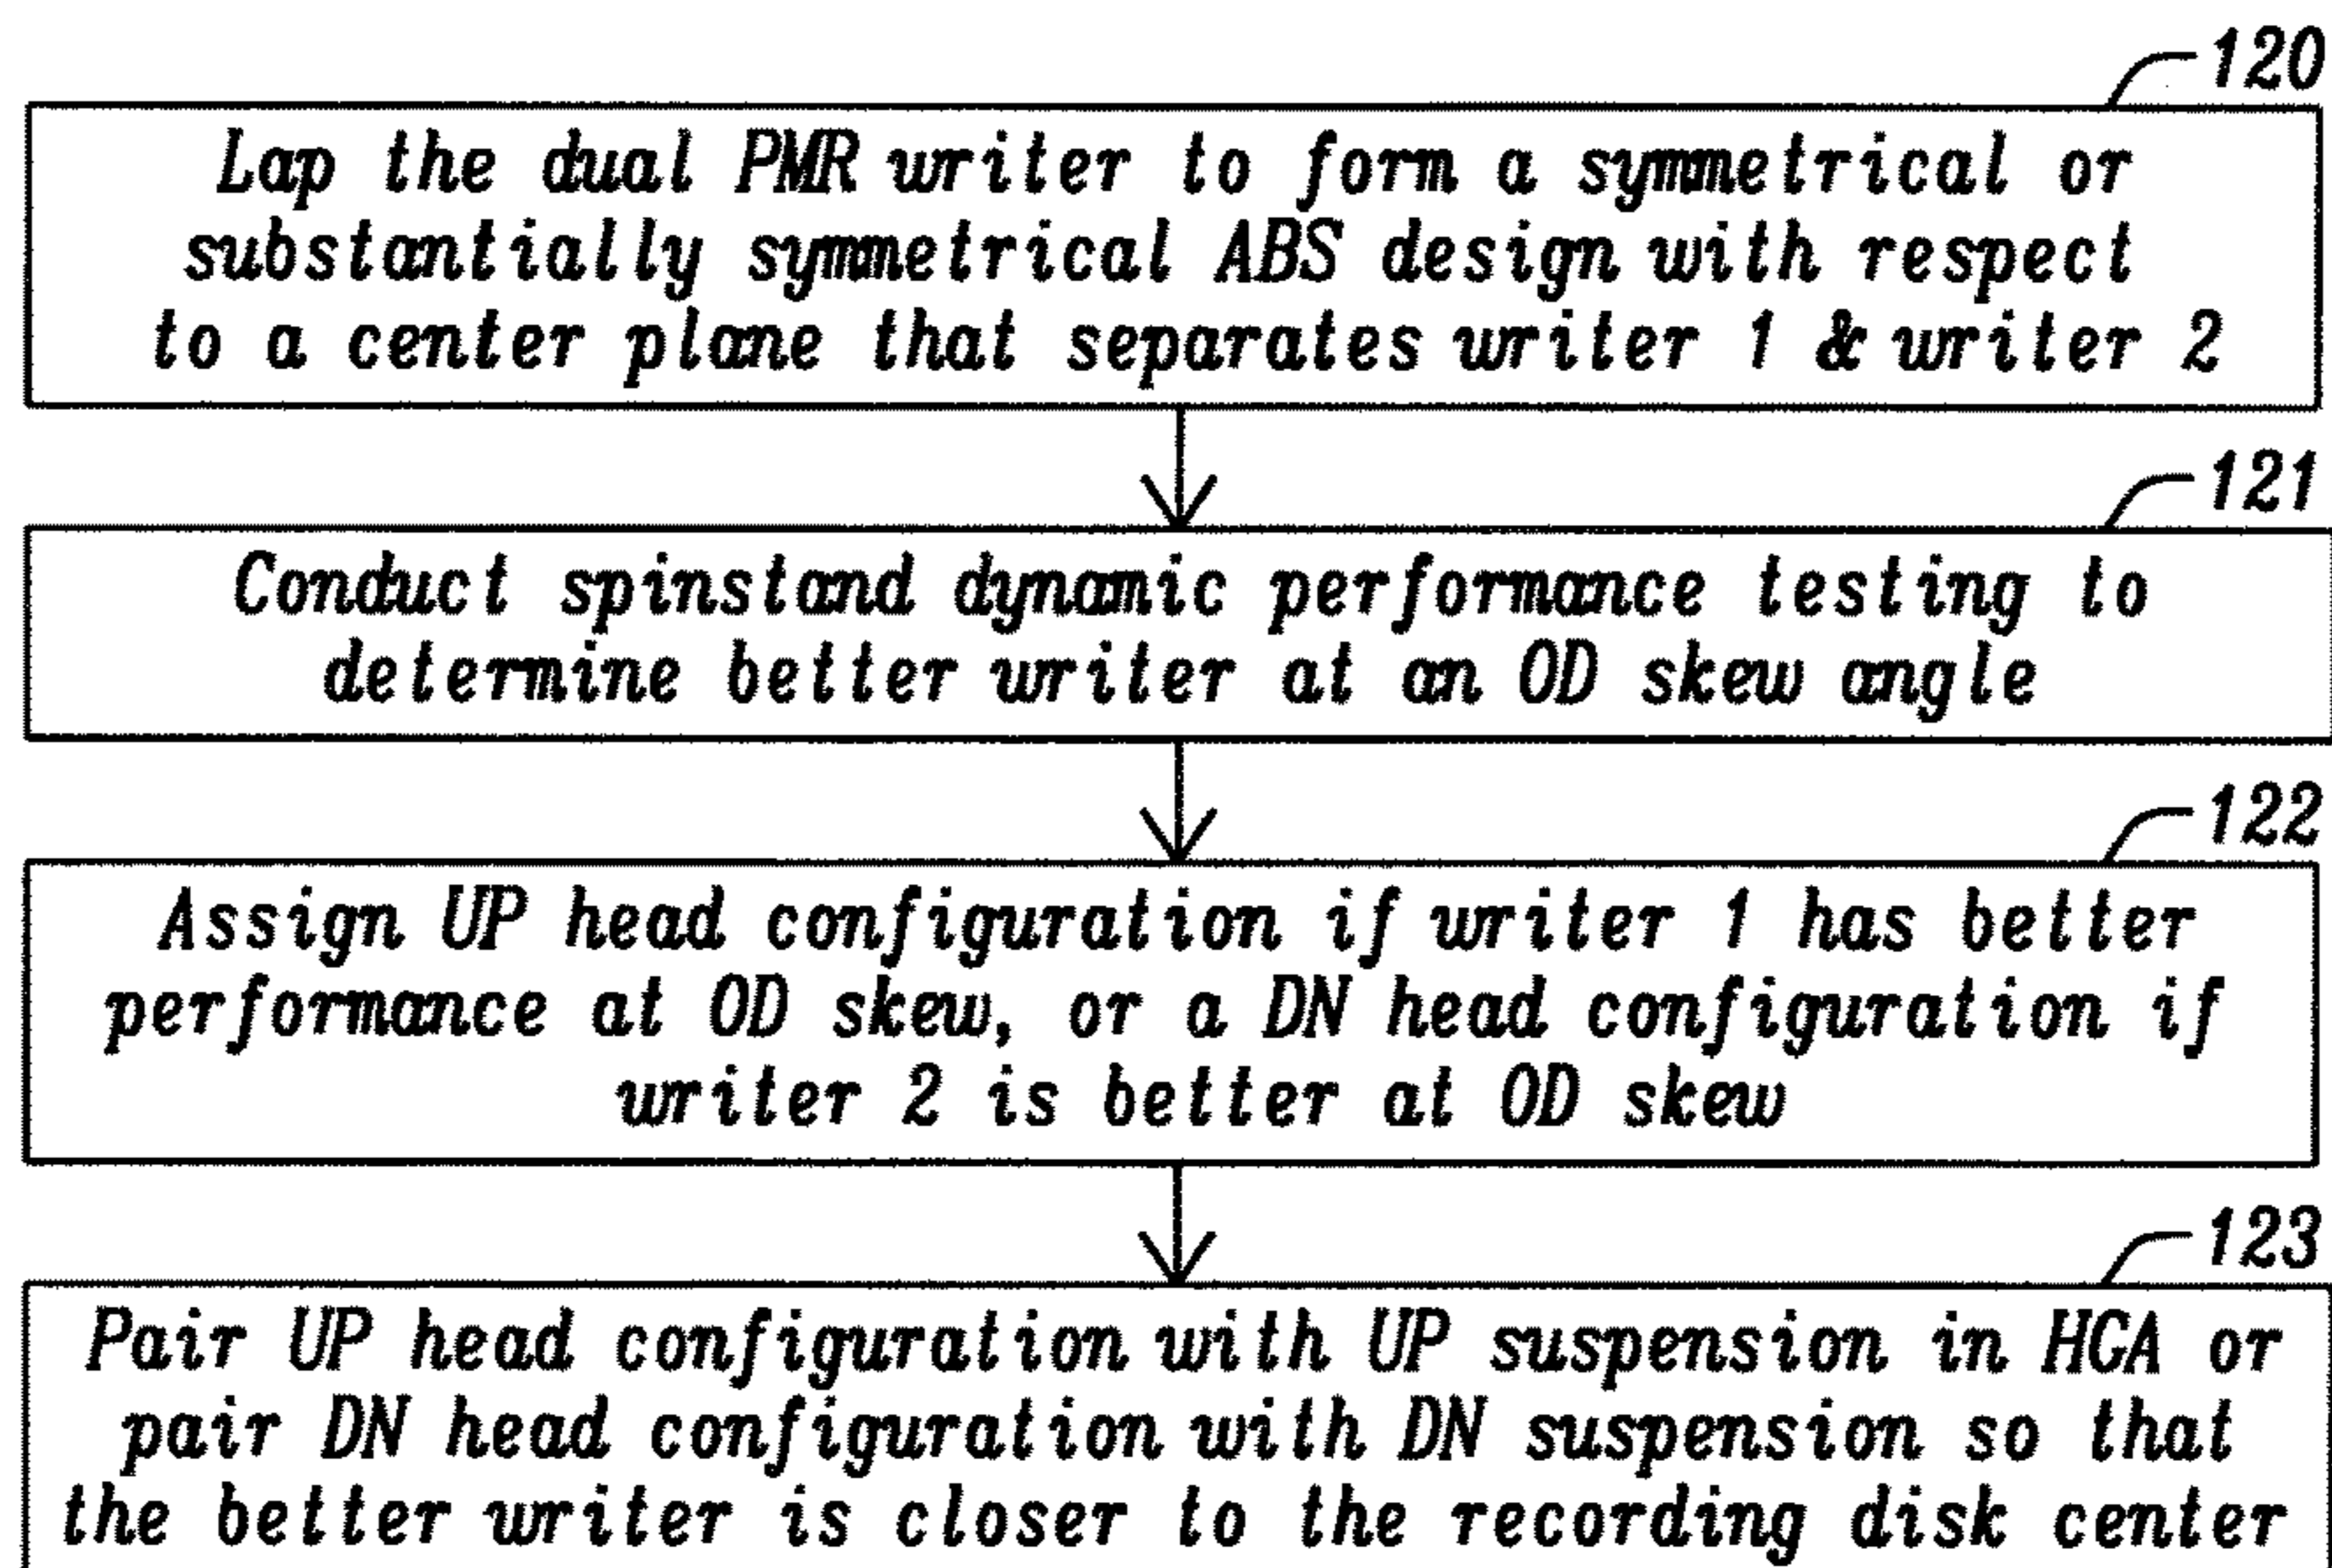 120
Lap the dual PMR writer to form a symmetrical or
substantially symmetrical ABS design with respect
to a center plane that separates writer 1 & writer 2
121
Conduct spinstand dynamic performance testing to
determine better writer at an OD skew angle
122
Assign UP head configuration if writer 1 has better
performance at OD skew, or a DN head configuration if
writer 2 is better at OD skew
123
Pair UP head configuration with UP suspension in HGA or
pair DN head configuration with DN suspension so that
the better writer is closer to the recording disk center